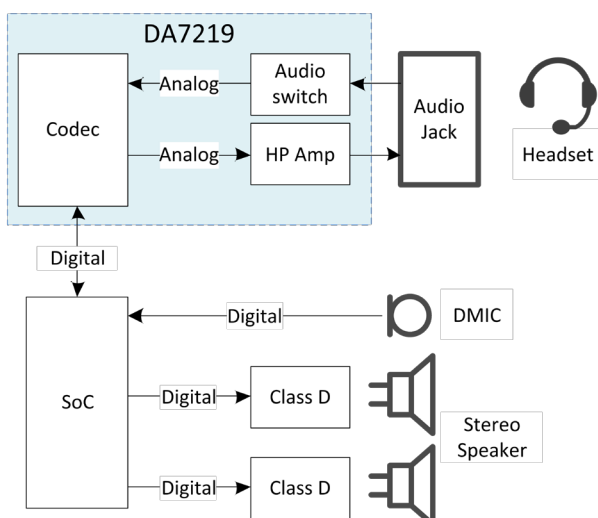 DA7219
Codec
Analog
Audio
switch
Audio
Jack
Analog
HP Amp
Headset
Digital
SoC
Digital
DMIC
Digital
Class D
Stereo
Speaker
Digital
Class D